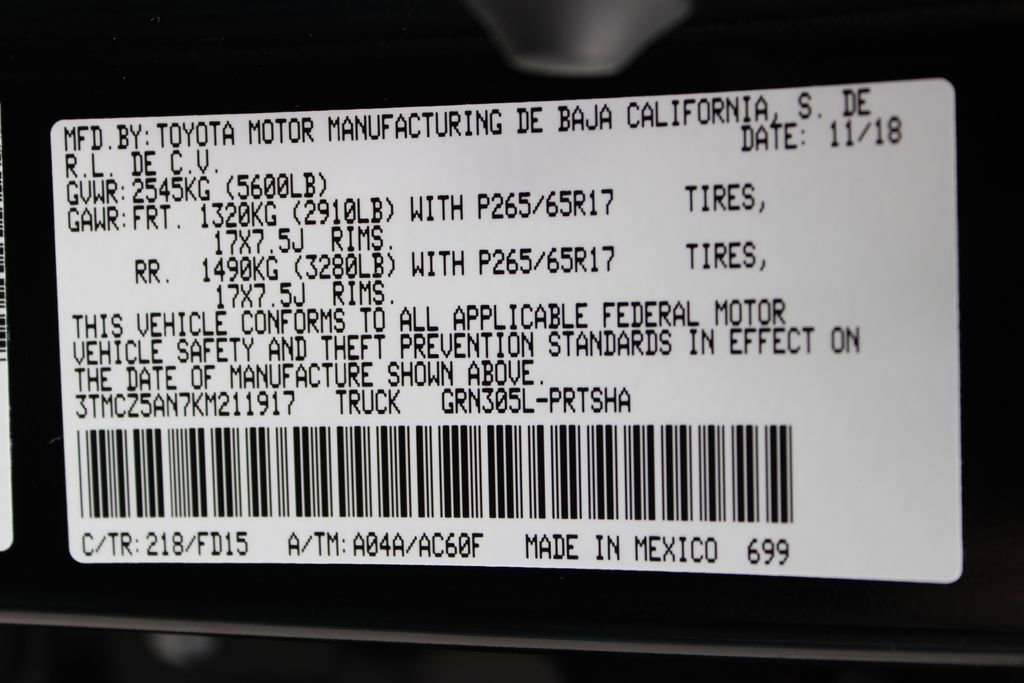 MFD.BY:TOYOTA MOTOR MANUFACTURING DE BAJA CALIFORNIA, S. DE
R.L. DE C.V. DATE: 11/18
GVWR:2545KG (5600LB)
GAWR:FRT. 1320KG (2910LB) WITH P265/65R17 TIRES,
17X7.5J RIMS.
RR. 1490KG (3280LB) WITH P265/65R17 TIRES,
17X7.5J RIMS.
THIS VEHICLE CONFORMS TO ALL APPLICABLE FEDERAL MOTOR
VEHICLE SAFETY AND THEFT PREVENTION STANDARDS IN EFFECT ON
THE DATE OF MANUFACTURE SHOWN ABOVE.
3TMCZ5AN7KM211917 TRUCK GRN305L-PRTSHA
C/TR:218/FD15 A/TM:A04A/AC60F MADE IN MEXICO 699